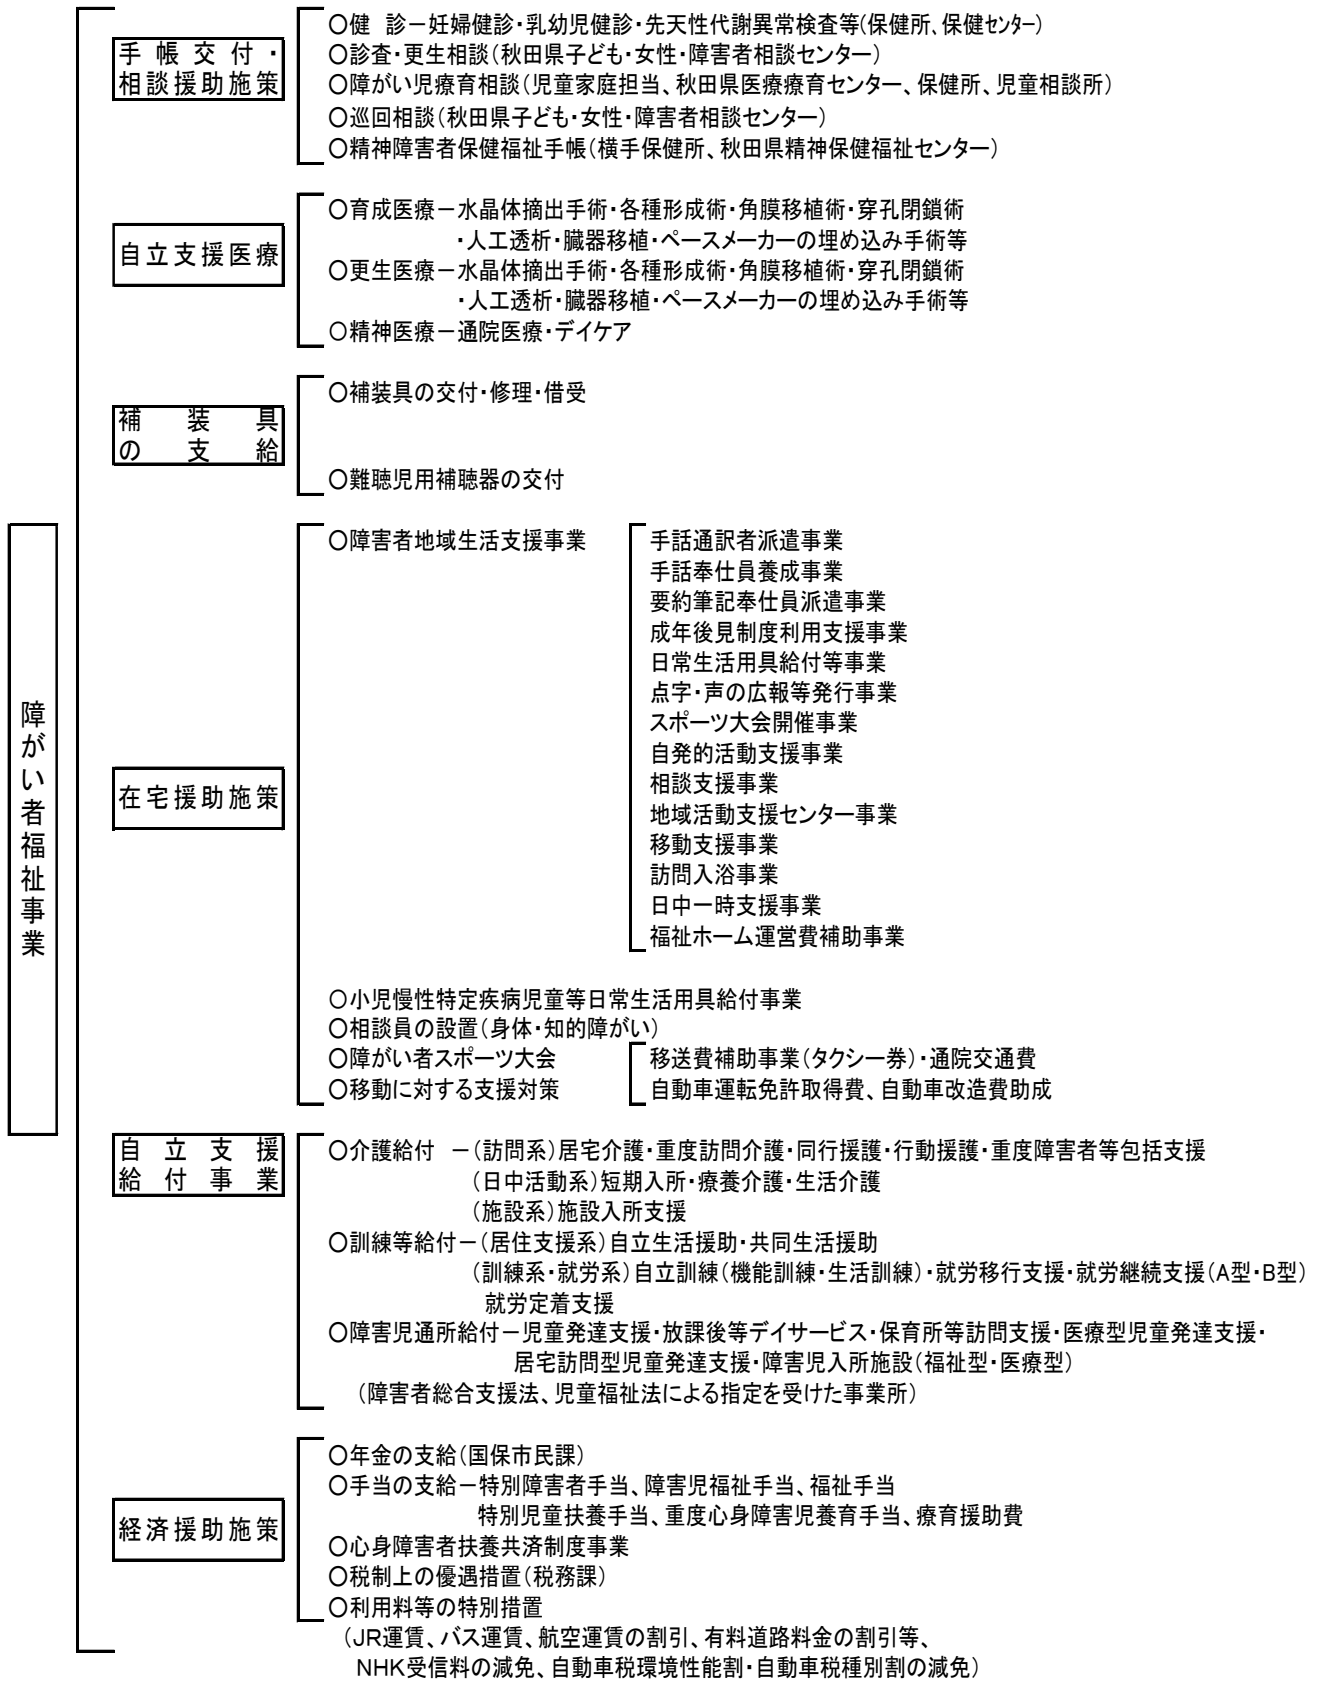 障がい者福祉事業
手帳交付・
相談援助施策
〇健　診－妊婦健診・乳幼児健診・先天性代謝異常検査等(保健所、保健センター)
〇診査・更生相談（秋田県子ども・女性・障害者相談センター）
〇障がい児療育相談（児童家庭担当、秋田県医療療育センター、保健所、児童相談所）
〇巡回相談（秋田県子ども・女性・障害者相談センター）
〇精神障害者保健福祉手帳（横手保健所、秋田県精神保健福祉センター）
自立支援医療
〇育成医療－水晶体摘出手術・各種形成術・角膜移植術・穿孔閉鎖術
・人工透析・臓器移植・ペースメーカーの埋め込み手術等
〇更生医療－水晶体摘出手術・各種形成術・角膜移植術・穿孔閉鎖術
・人工透析・臓器移植・ペースメーカーの埋め込み手術等
〇精神医療－通院医療・デイケア
補装具
の支給
〇補装具の交付・修理・借受
〇難聴児用補聴器の交付
在宅援助施策
〇障害者地域生活支援事業
手話通訳者派遣事業
手話奉仕員養成事業
要約筆記奉仕員派遣事業
成年後見制度利用支援事業
日常生活用具給付等事業
点字・声の広報等発行事業
スポーツ大会開催事業
自発的活動支援事業
相談支援事業
地域活動支援センター事業
移動支援事業
訪問入浴事業
日中一時支援事業
福祉ホーム運営費補助事業
〇小児慢性特定疾病児童等日常生活用具給付事業
〇相談員の設置（身体・知的障がい）
〇障がい者スポーツ大会
〇移動に対する支援対策
移送費補助事業（タクシー券）・通院交通費
自動車運転免許取得費、自動車改造費助成
自立支援
給付事業
〇介護給付　－（訪問系）居宅介護・重度訪問介護・同行援護・行動援護・重度障害者等包括支援
（日中活動系）短期入所・療養介護・生活介護
（施設系）施設入所支援
〇訓練等給付－（居住支援系）自立生活援助・共同生活援助
（訓練系・就労系）自立訓練（機能訓練・生活訓練）・就労移行支援・就労継続支援（A型・B型）
就労定着支援
〇障害児通所給付－児童発達支援・放課後等デイサービス・保育所等訪問支援・医療型児童発達支援・
居宅訪問型児童発達支援・障害児入所施設（福祉型・医療型）
（障害者総合支援法、児童福祉法による指定を受けた事業所）
経済援助施策
〇年金の支給（国保市民課）
〇手当の支給－特別障害者手当、障害児福祉手当、福祉手当
特別児童扶養手当、重度心身障害児養育手当、療育援助費
〇心身障害者扶養共済制度事業
〇税制上の優遇措置（税務課）
〇利用料等の特別措置
（JR運賃、バス運賃、航空運賃の割引、有料道路料金の割引等、
NHK受信料の減免、自動車税環境性能割・自動車税種別割の減免）